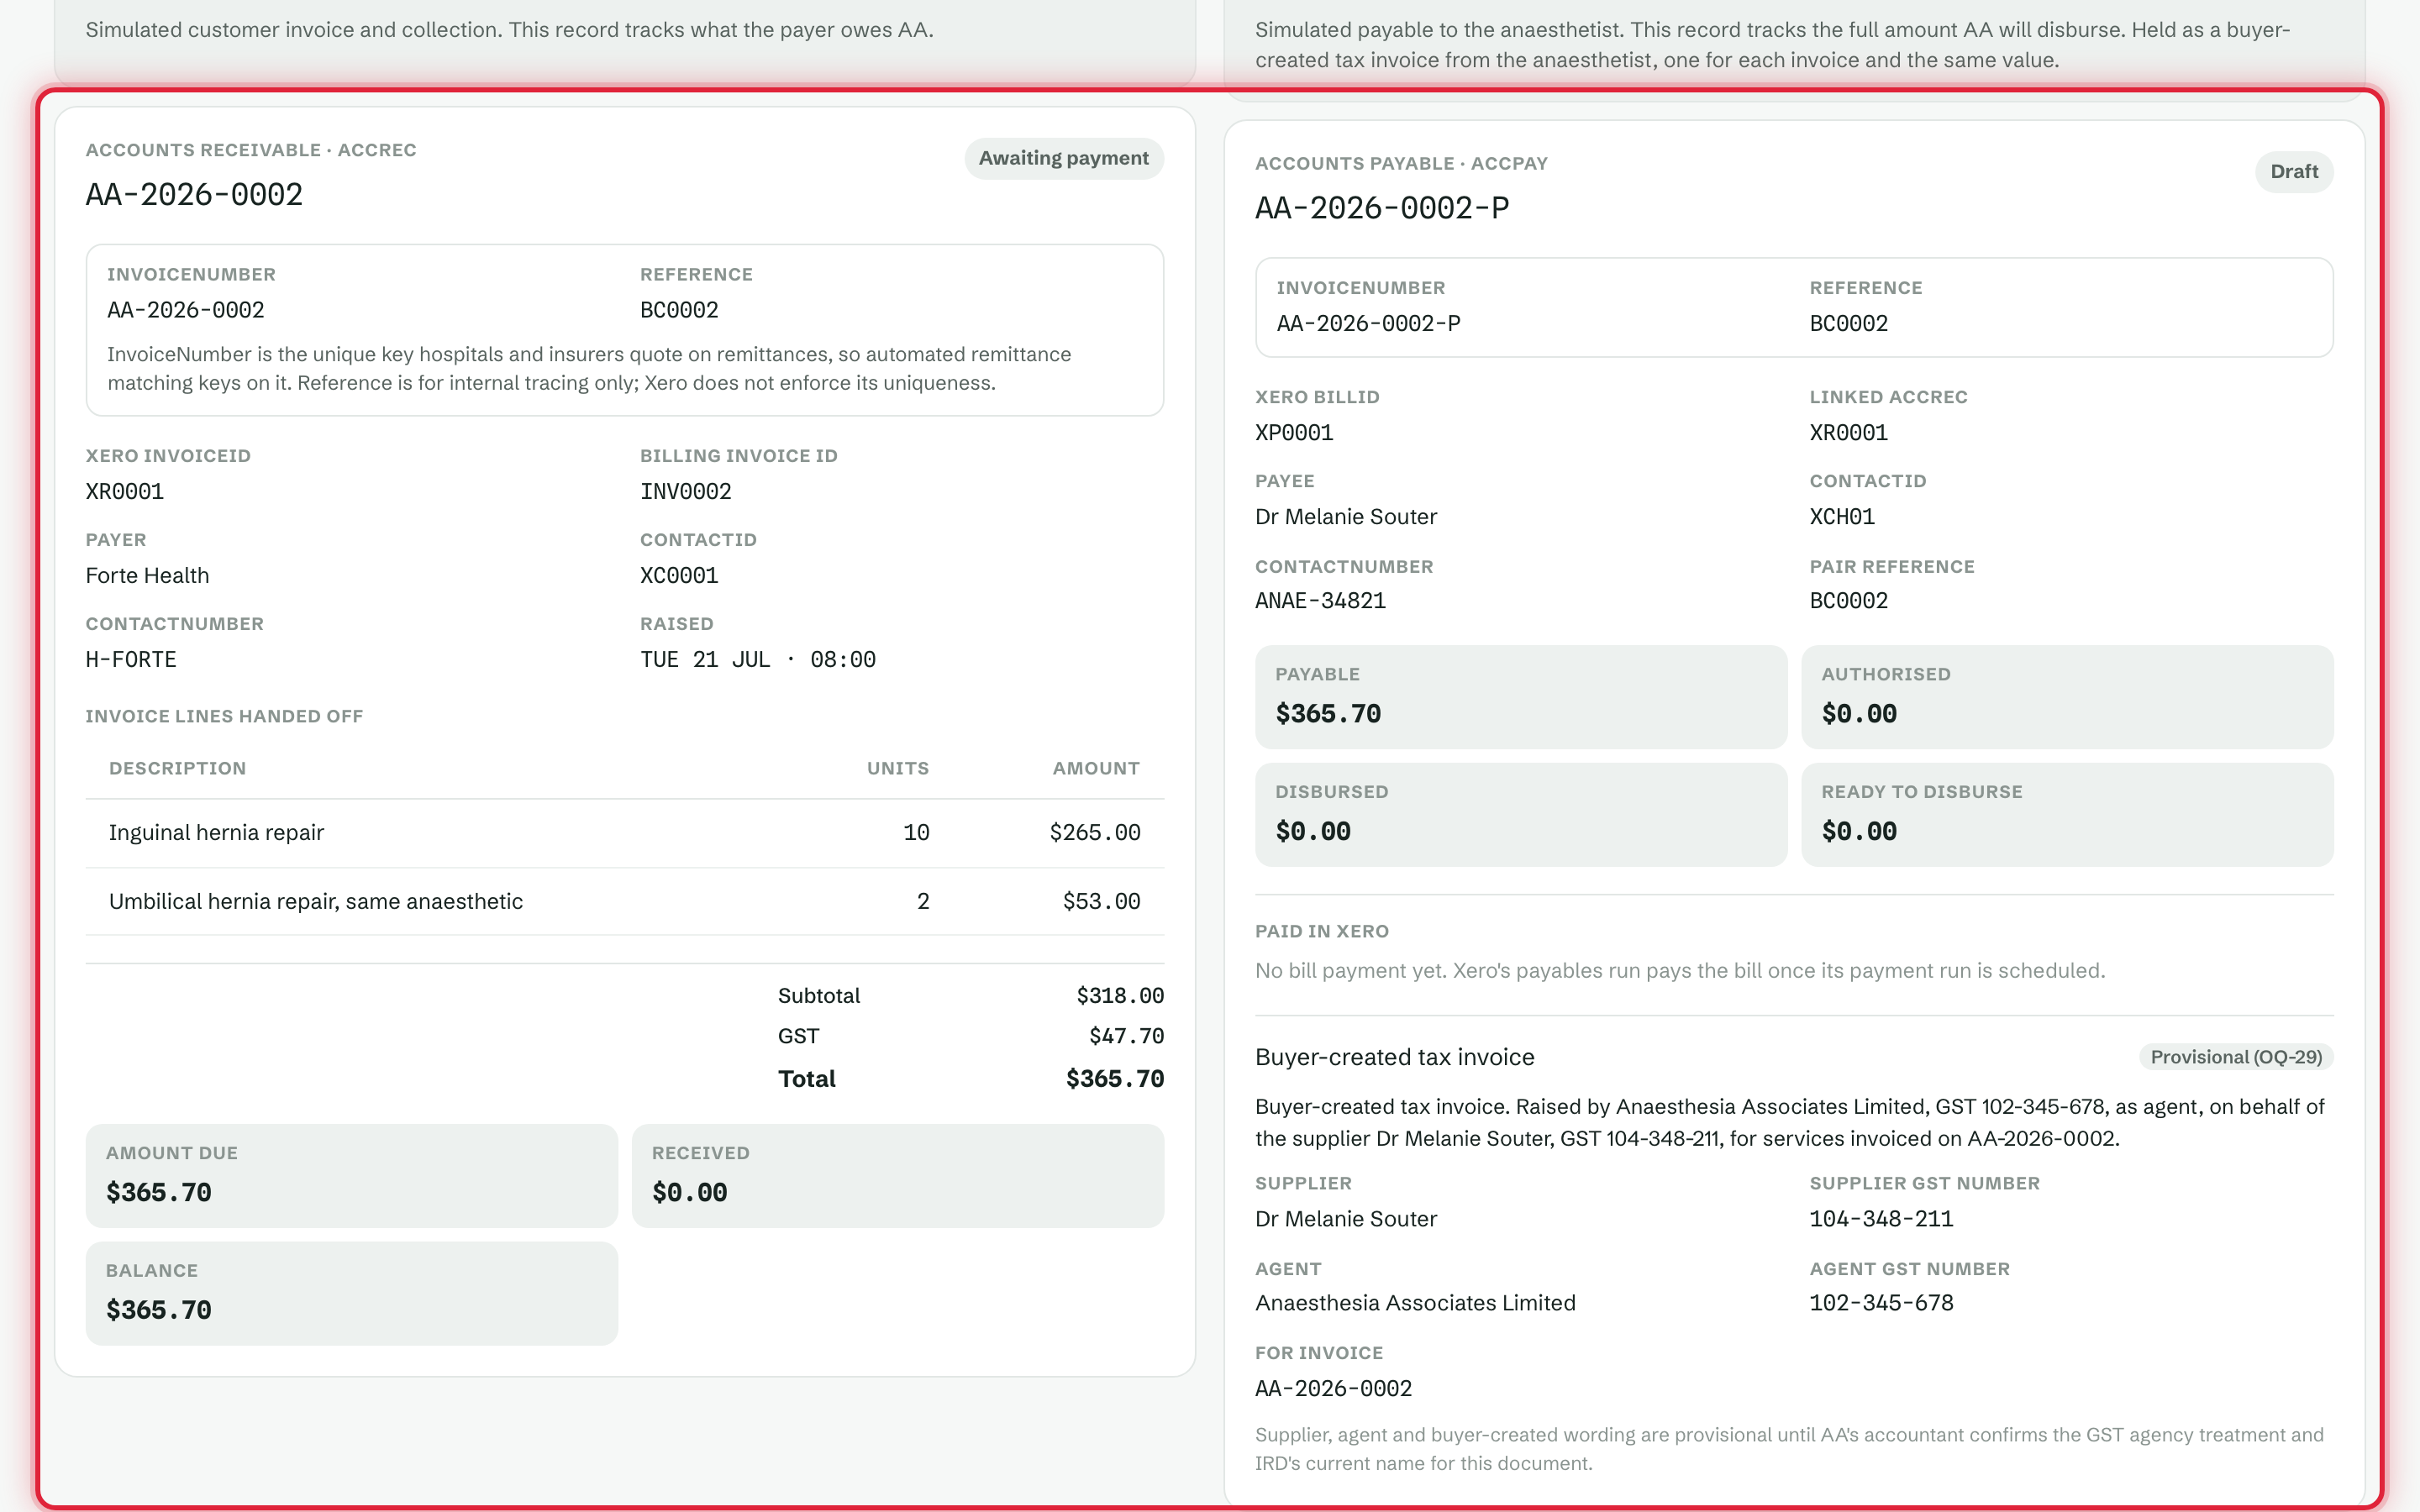 Simulated customer invoice and collection. This record tracks what the payer owes AA.
Simulated payable to the anaesthetist. This record tracks the full amount AA will disburse. Held as a buyer-
created tax invoice from the anaesthetist, one for each invoice and the same value.
ACCOUNTS RECEIVABLE · ACCREC
Awaiting payment
AA-2026-0002
INVOICENUMBER
REFERENCE
AA-2026-0002
BC0002
InvoiceNumber is the unique key hospitals and insurers quote on remittances, so automated remittance
matching keys on it. Reference is for internal tracing only; Xero does not enforce its uniqueness.
XERO INVOICEID
BILLING INVOICE ID
XR0001
INV0002
PAYER
CONTACTID
Forte Health
XC0001
CONTACTNUMBER
RAISED
H-FORTE
TUE 21 JUL · 08:00
INVOICE LINES HANDED OFF
DESCRIPTION UNITS AMOUNT
Inguinal hernia repair 10 $265.00
Umbilical hernia repair, same anaesthetic 2 $53.00
Subtotal $318.00
GST $47.70
Total $365.70
AMOUNT DUE
$365.70
RECEIVED
$0.00
BALANCE
$365.70
ACCOUNTS PAYABLE · ACCPAY
Draft
AA-2026-0002-P
INVOICENUMBER
REFERENCE
AA-2026-0002-P
BC0002
XERO BILLID
LINKED ACCREC
XP0001
XR0001
PAYEE
CONTACTID
Dr Melanie Souter
XCH01
CONTACTNUMBER
PAIR REFERENCE
ANAE-34821
BC0002
PAYABLE
$365.70
AUTHORISED
$0.00
DISBURSED
$0.00
READY TO DISBURSE
$0.00
PAID IN XERO
No bill payment yet. Xero's payables run pays the bill once its payment run is scheduled.
Buyer-created tax invoice
Provisional (OQ-29)
Buyer-created tax invoice. Raised by Anaesthesia Associates Limited, GST 102-345-678, as agent, on behalf of
the supplier Dr Melanie Souter, GST 104-348-211, for services invoiced on AA-2026-0002.
SUPPLIER
SUPPLIER GST NUMBER
Dr Melanie Souter
104-348-211
AGENT
AGENT GST NUMBER
Anaesthesia Associates Limited
102-345-678
FOR INVOICE
AA-2026-0002
Supplier, agent and buyer-created wording are provisional until AA's accountant confirms the GST agency treatment and
IRD's current name for this document.